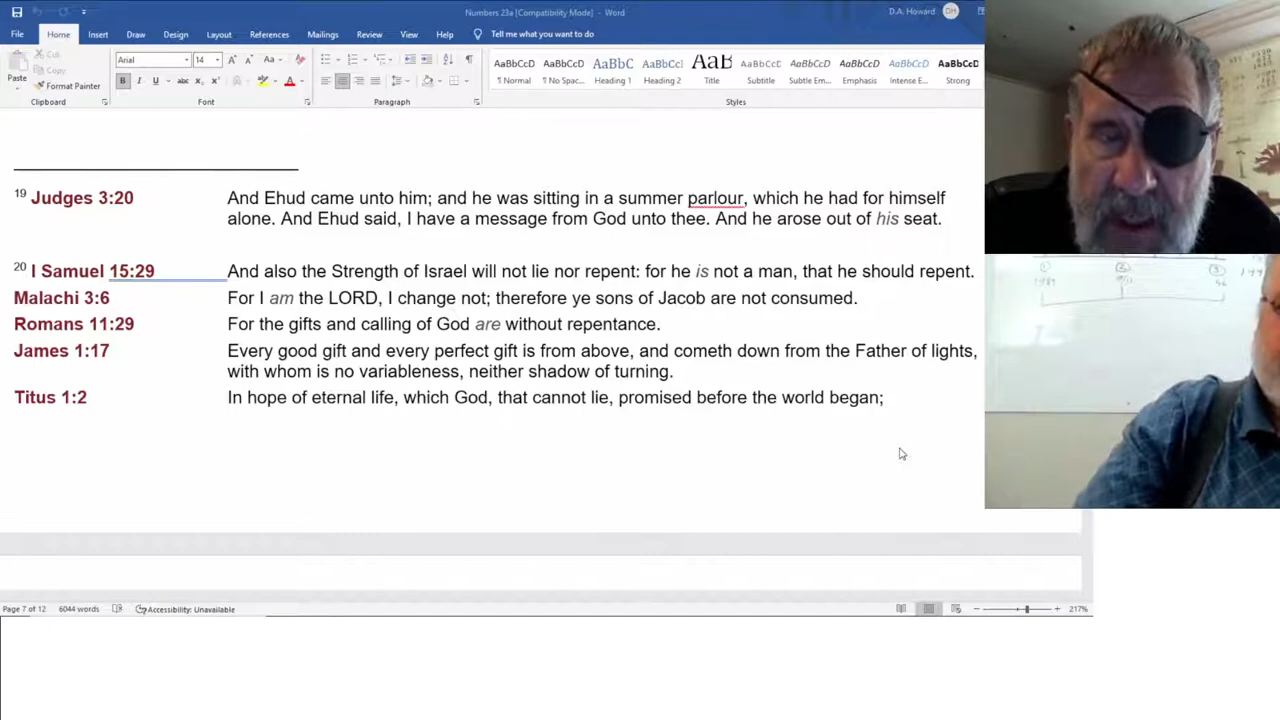 Numbers 23a [Compatibility Mode] - Word
D.A. Howard DH
File Home Insert Draw Design Layout References Mailings Review View Help Tell me what you want to do
Paste
Cut
Copy
Format Painter
Arial 14
AaBbCcD AaBbCcD AaBbC AaBbCcD AaB AaBbCcD AaBbCcD AaBbCcD AaBbCcD AaBbCcD
¶ Normal ¶ No Spac... Heading 1 Heading 2 Title Subtitle Subtle Em... Emphasis Intense E... Strong
Clipboard Font Paragraph Styles
19 Judges 3:20 And Ehud came unto him; and he was sitting in a summer parlour, which he had for himself
alone. And Ehud said, I have a message from God unto thee. And he arose out of his seat.
20 I Samuel 15:29 And also the Strength of Israel will not lie nor repent: for he is not a man, that he should repent.
Malachi 3:6 For I am the LORD, I change not; therefore ye sons of Jacob are not consumed.
Romans 11:29 For the gifts and calling of God are without repentance.
James 1:17 Every good gift and every perfect gift is from above, and cometh down from the Father of lights,
with whom is no variableness, neither shadow of turning.
Titus 1:2 In hope of eternal life, which God, that cannot lie, promised before the world began;
Page 7 of 12 6044 words Accessibility: Unavailable 217%